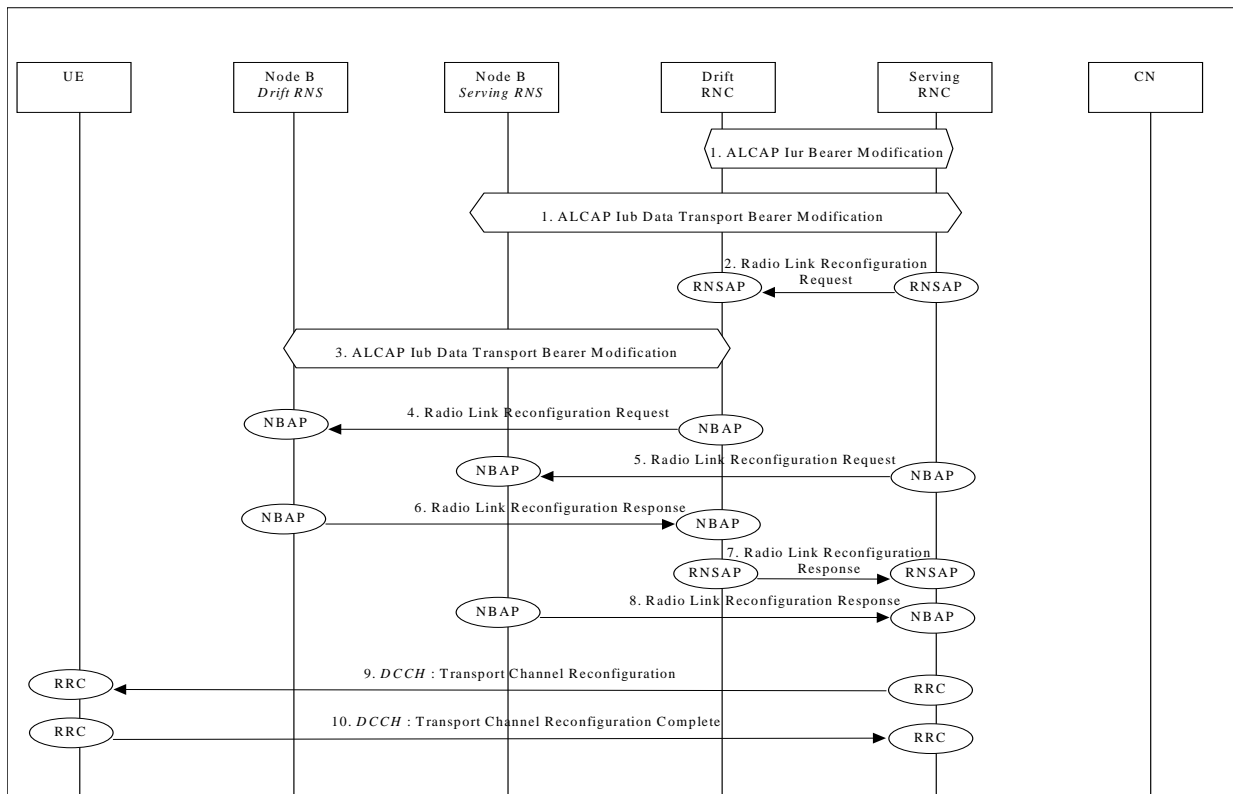 UE
Node B
Drift RNS
Node B
Serving RNS
Drift
RNC
Serving
RNC
CN
1. ALCAP Iur Bearer Modification
1. ALCAP Iub Data Transport Bearer Modification
2. Radio Link Reconfiguration
Request
RNSAP
RNSAP
3. ALCAP Iub Data Transport Bearer Modification
4. Radio Link Reconfiguration Request
NBAP
NBAP
5. Radio Link Reconfiguration Request
NBAP
NBAP
6. Radio Link Reconfiguration Response
NBAP
NBAP
7. Radio Link Reconfiguration
Response
RNSAP
RNSAP
8. Radio Link Reconfiguration Response
NBAP
NBAP
9. DCCH : Transport Channel Reconfiguration
RRC
RRC
10. DCCH : Transport Channel Reconfiguration Complete
RRC
RRC